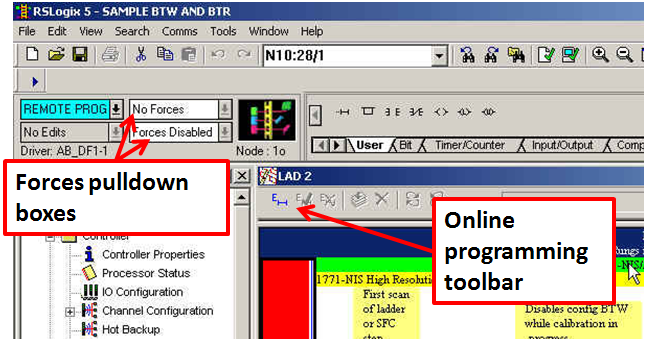 RSLogix 5 - SAMPLE BTW AND BTR
File Edit View Search Comms Tools Window Help
N10:28/1
REMOTE PROG No Forces
No Edits Forces Disabled
Driver: AB_DF1-1 Node : 1o
User Bit Timer/Counter Input/Output Comp
Forces pulldown
boxes
LAD 2
Online
programming
toolbar
Controller
Controller Properties
Processor Status
IO Configuration
Channel Configuration
Hot Backup
1771-NIS High Resoluti
First scan
of ladder
or SFC
step
Disables config BTW
while calibration in
progress